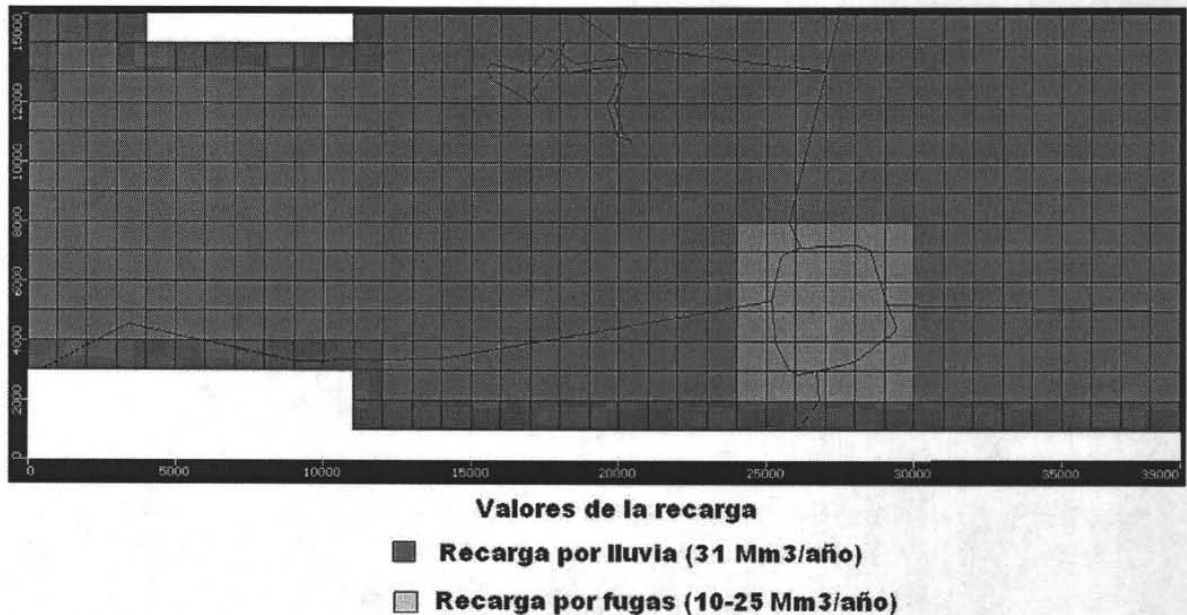 15000
12000
10000
8000
6000
4000
2000
0
0 5000 10000 15000 20000 25000 30000 35000 39000
Valores de la recarga
Recarga por lluvia (31 Mm3/año)
Recarga por fugas (10-25 Mm3/año)